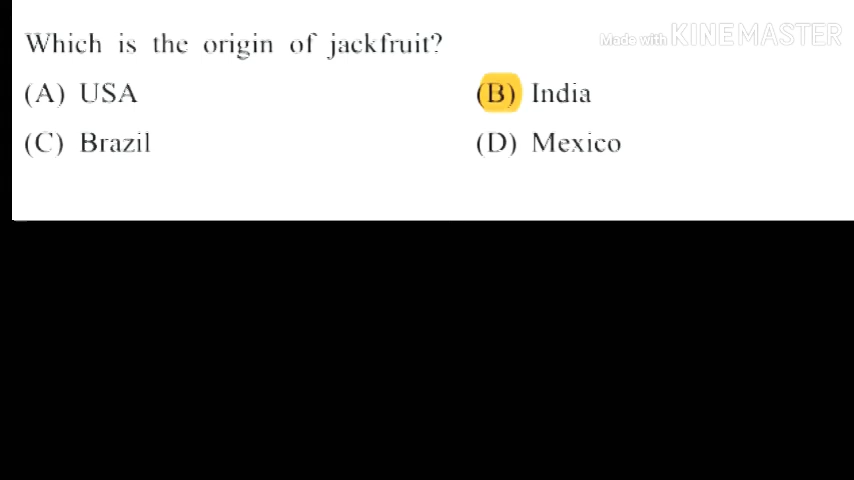 Which is the origin of jackfruit?
Made with KINEMASTER
(A) USA
(B) India
(C) Brazil
(D) Mexico